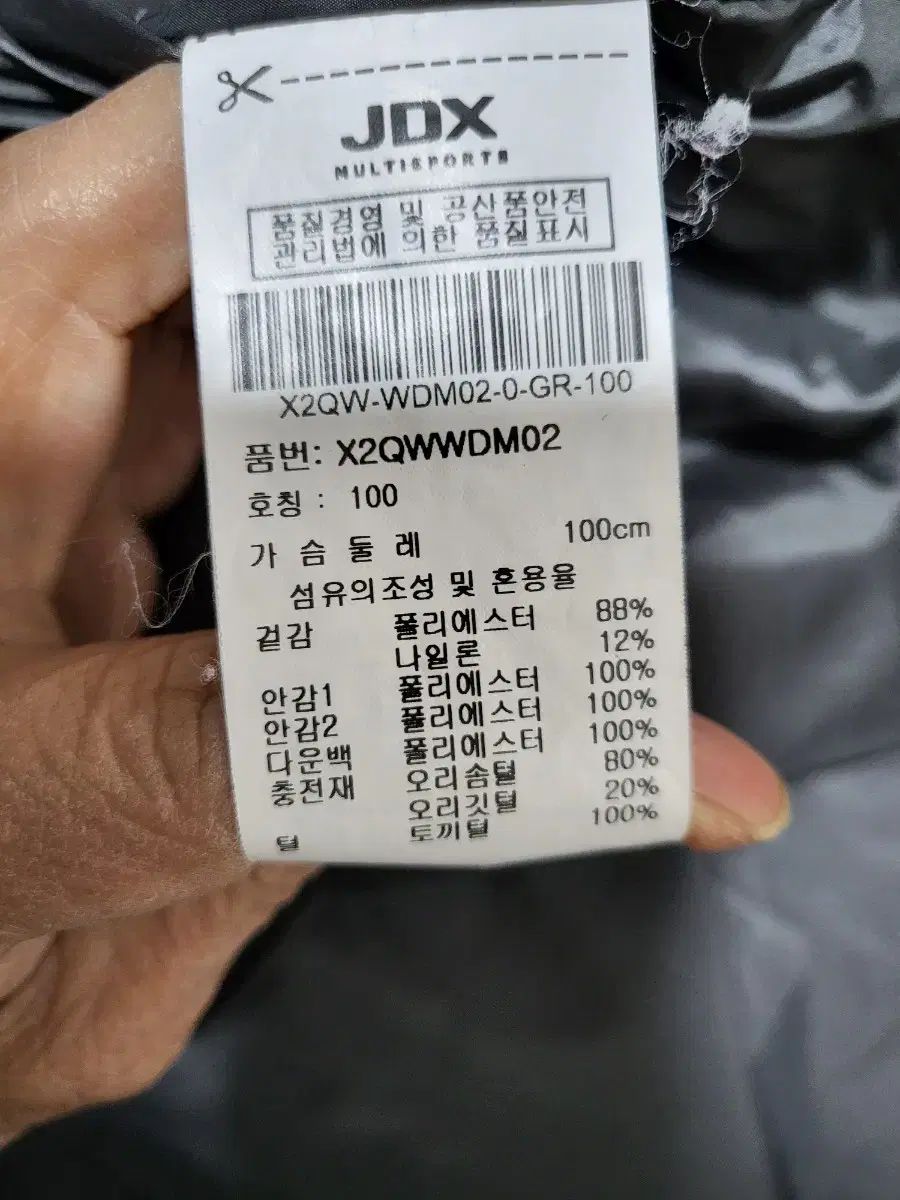 JDX
MULTISPORTS
품질경영 및 공산품안전
관리법에 의한 품질표시
X2QW-WDM02-0-GR-100
품번: X2QWWDM02
호칭 : 100
가 슴 둘 레 100cm
섬유의조성 및 혼용율
겉감 폴리에스터 88%
나일론 12%
안감1 폴리에스터 100%
안감2 폴리에스터 100%
다운백 폴리에스터 100%
충전재 오리솜털 80%
오리깃털 20%
털 토끼털 100%